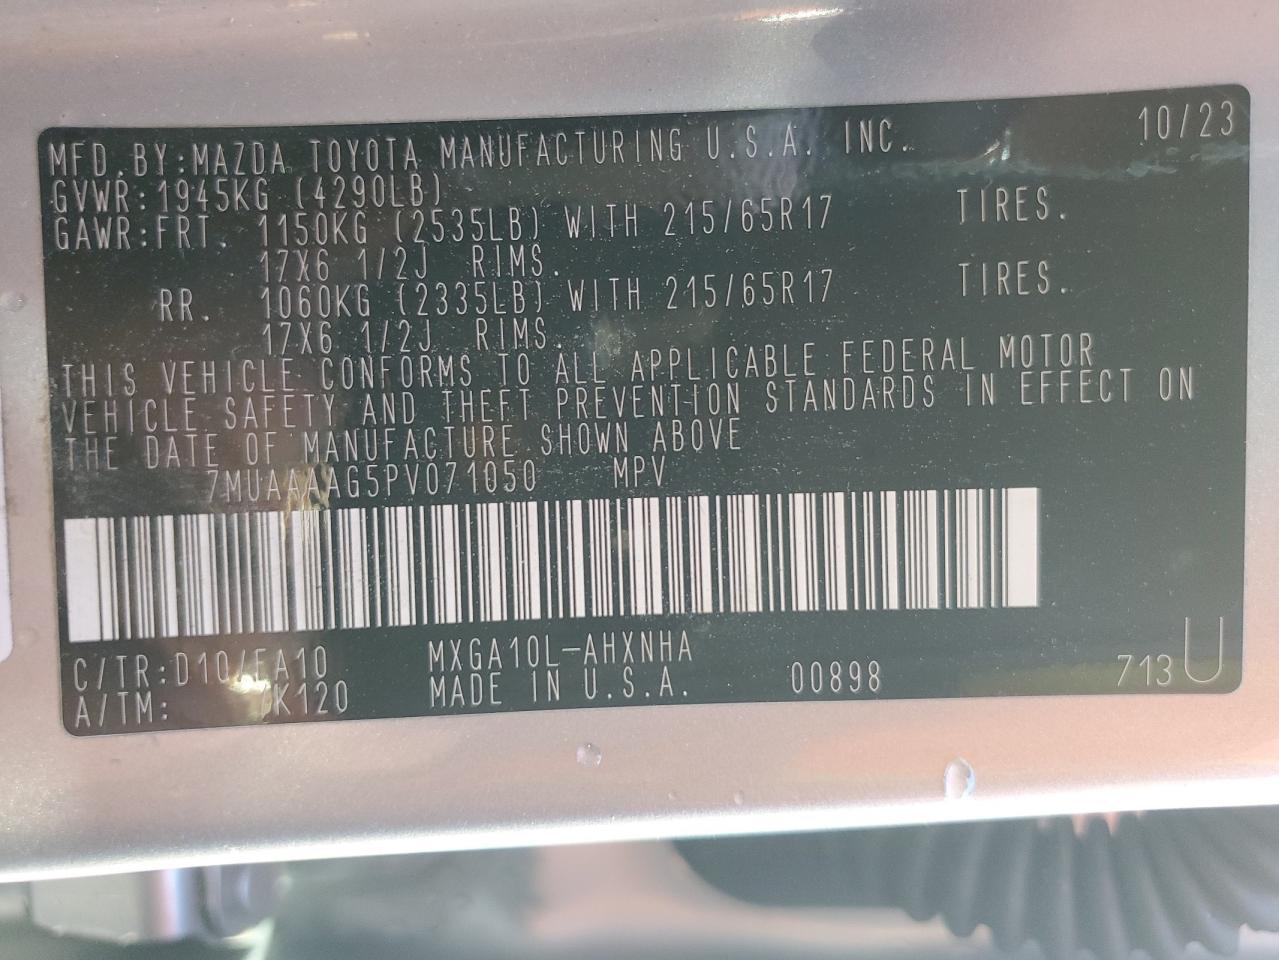 MFD.BY:MAZDA TOYOTA MANUFACTURING U.S.A. INC. 10/23
GVWR:1945KG (4290LB)
GAWR:FRT. 1150KG (2535LB) WITH 215/65R17 TIRES.
17X6 1/2J RIMS.
RR. 1060KG (2335LB) WITH 215/65R17 TIRES.
17X6 1/2J RIMS.
THIS VEHICLE CONFORMS TO ALL APPLICABLE FEDERAL MOTOR
VEHICLE SAFETY AND THEFT PREVENTION STANDARDS IN EFFECT ON
THE DATE OF MANUFACTURE SHOWN ABOVE
7MUAAAAG5PV071050 MPV
C/TR:D10/EA10 MXGA10L-AHXNHA
A/TM: K120 MADE IN U.S.A. 00898 713 U